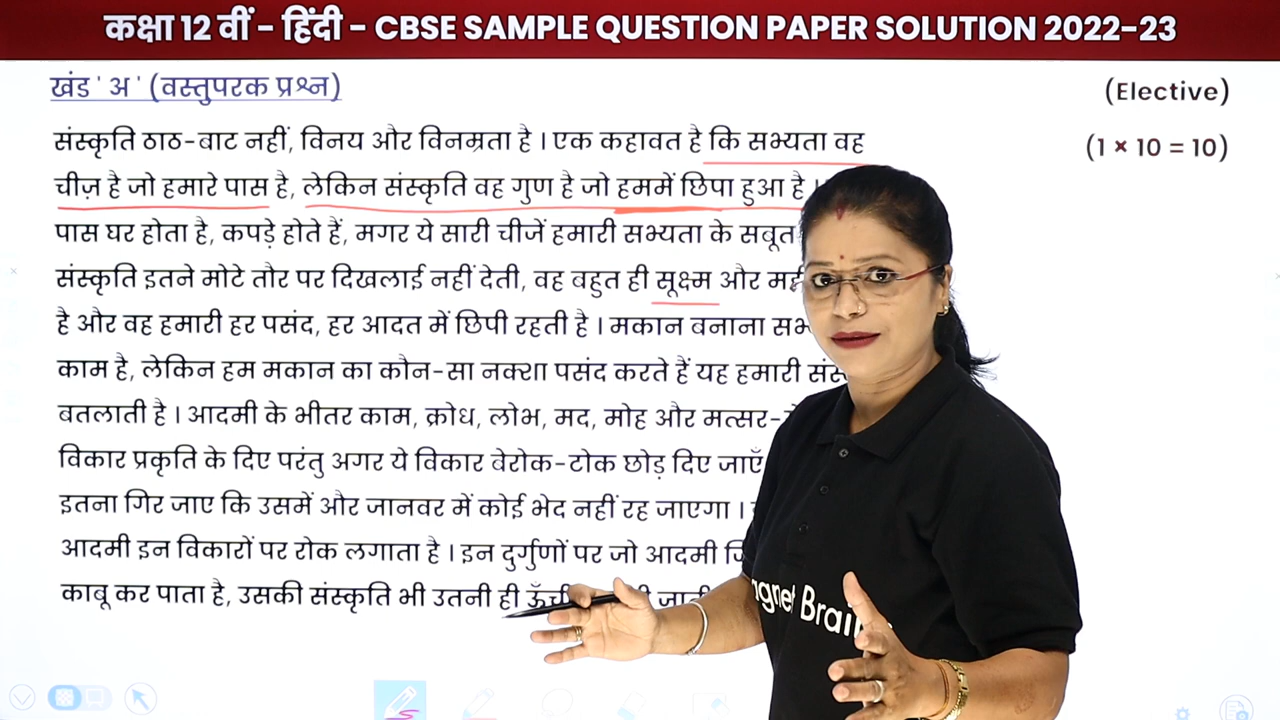 कक्षा 12 वीं - हिंदी - CBSE SAMPLE QUESTION PAPER SOLUTION 2022-23
खंड ' अ ' (वस्तुपरक प्रश्न)
(Elective)
संस्कृति ठाठ-बाट नहीं, विनय और विनम्रता है । एक कहावत है कि सभ्यता वह
(1 × 10 = 10)
चीज़ है जो हमारे पास है, लेकिन संस्कृति वह गुण है जो हममें छिपा हुआ है ।
पास घर होता है, कपड़े होते हैं, मगर ये सारी चीजें हमारी सभ्यता के सबूत
संस्कृति इतने मोटे तौर पर दिखलाई नहीं देती, वह बहुत ही सूक्ष्म और
है और वह हमारी हर पसंद, हर आदत में छिपी रहती है । मकान बनाना
काम है, लेकिन हम मकान का कौन-सा नक्शा पसंद करते हैं यह हमारी
बतलाती है । आदमी के भीतर काम, क्रोध, लोभ, मद, मोह और मत्सर-
विकार प्रकृति के दिए परंतु अगर ये विकार बेरोक-टोक छोड़ दिए जाएँ
इतना गिर जाए कि उसमें और जानवर में कोई भेद नहीं रह जाएगा ।
आदमी इन विकारों पर रोक लगाता है । इन दुर्गुणों पर जो आदमी
काबू कर पाता है, उसकी संस्कृति भी उतनी ही